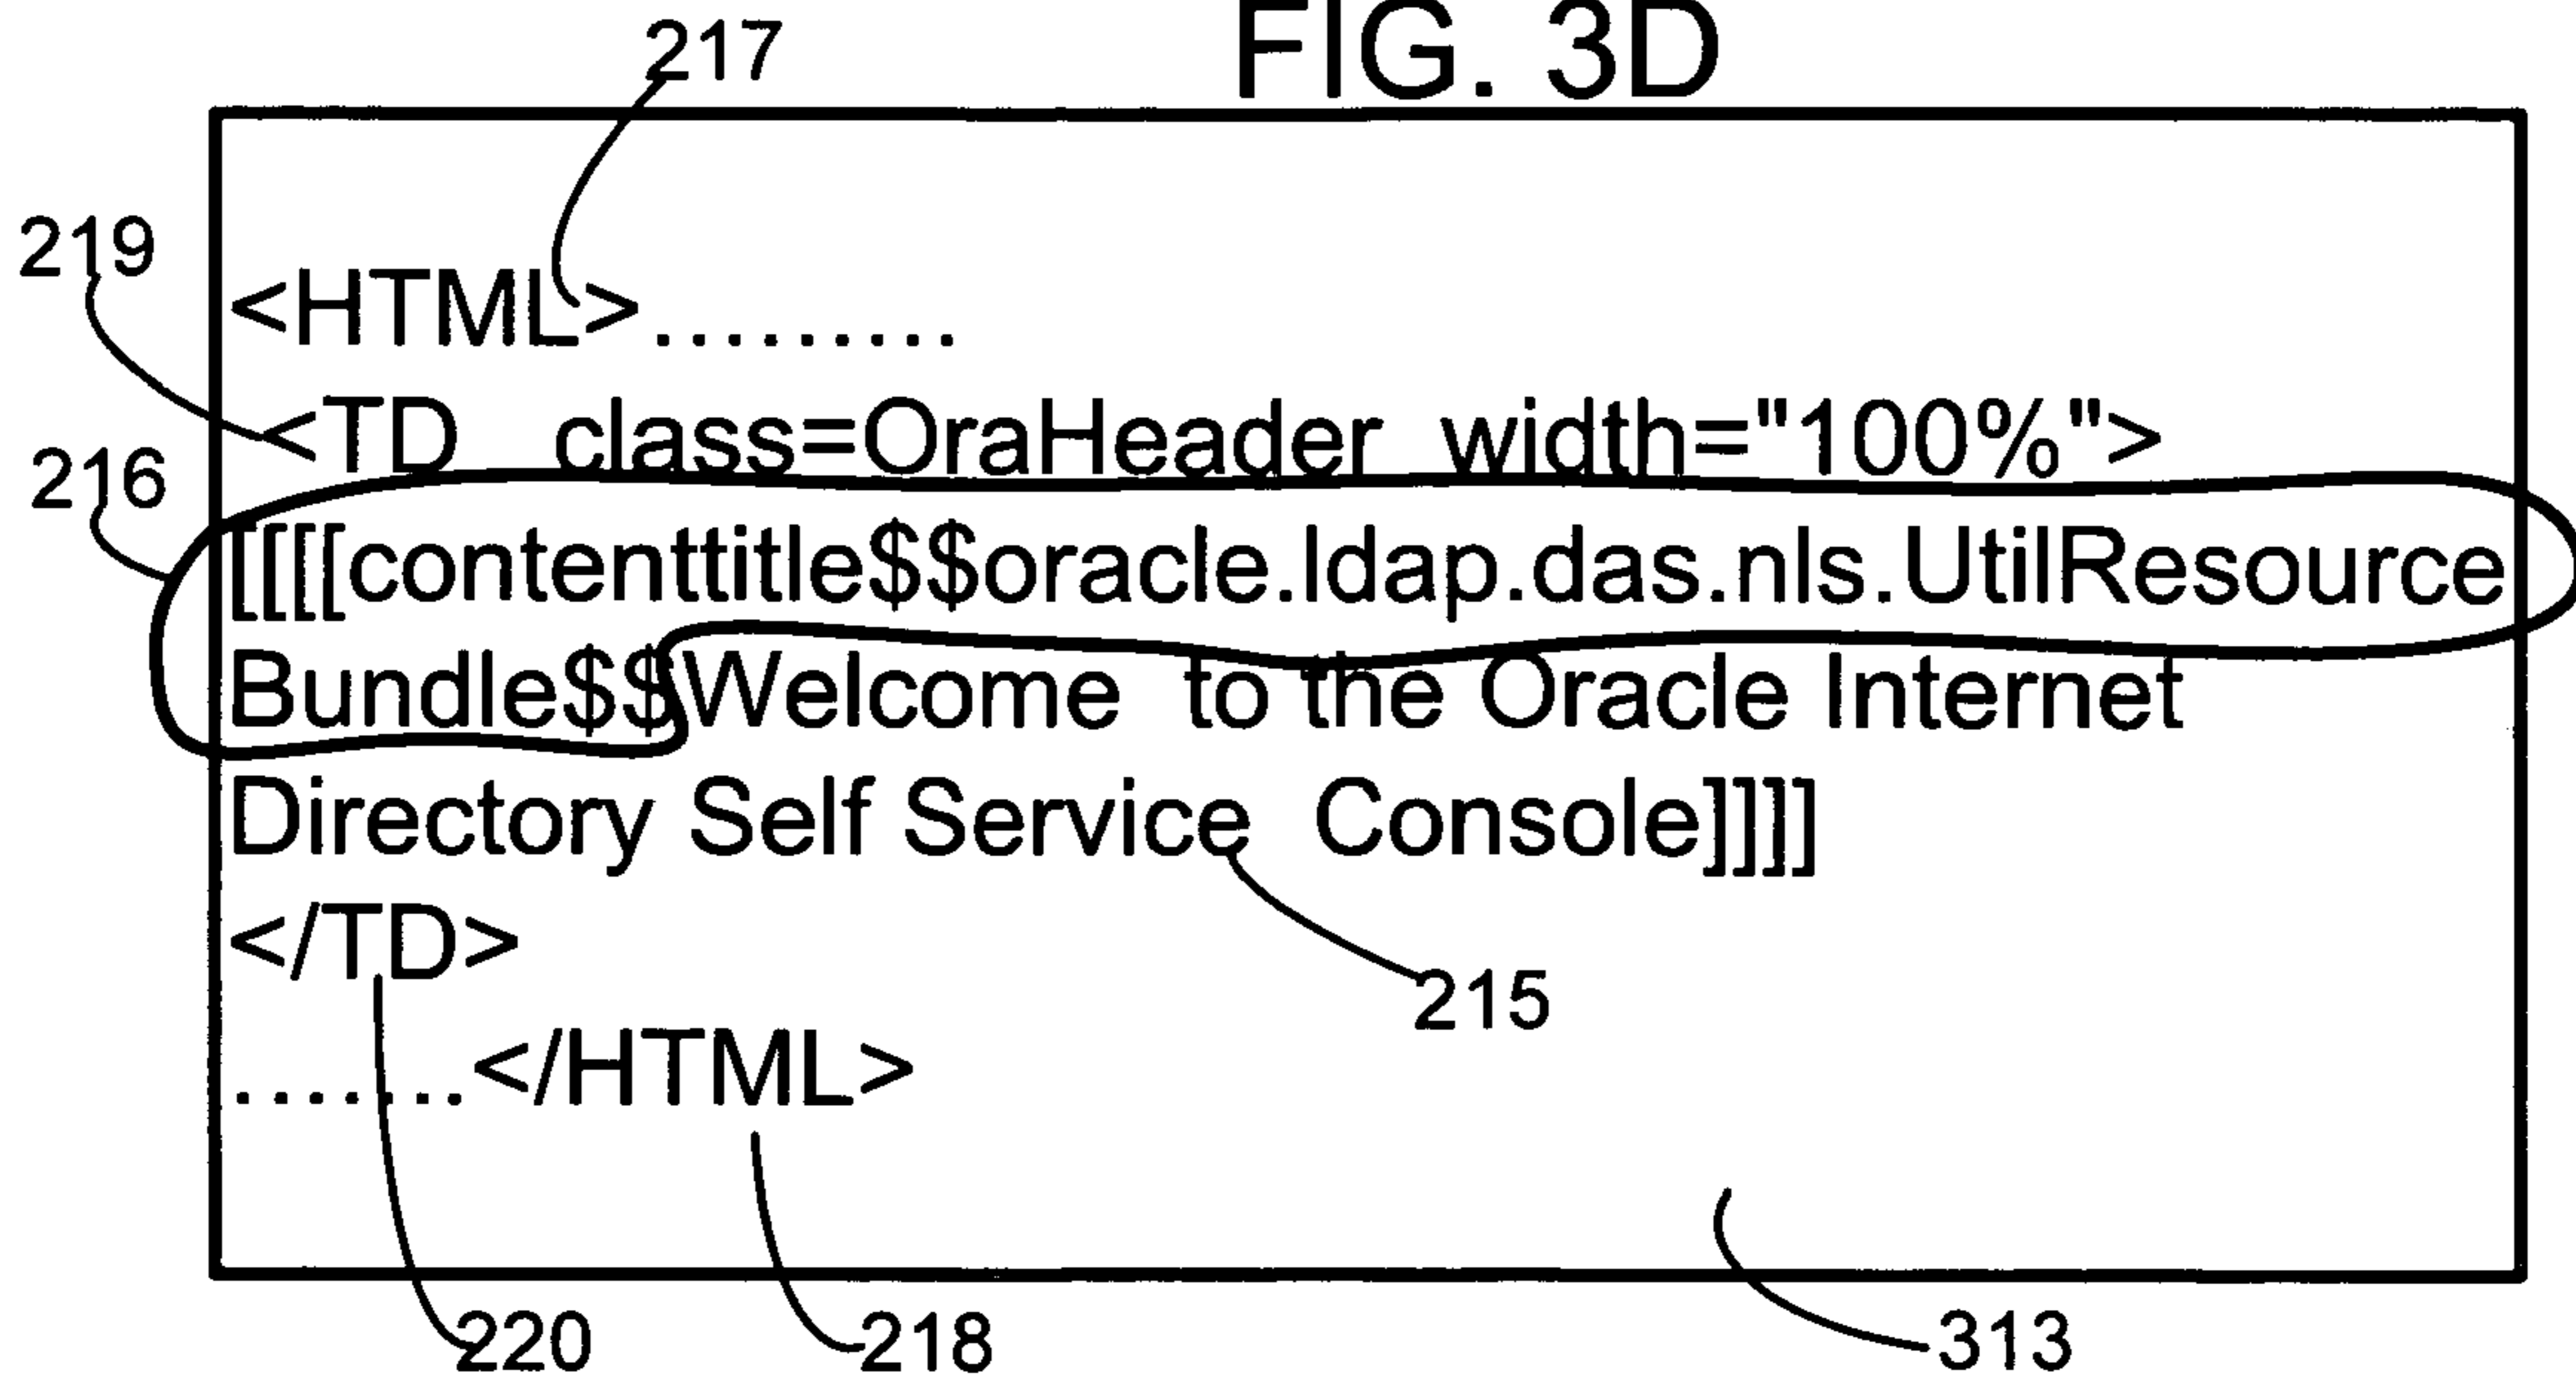 FIG. 3D
217
219
<HTML>.........
<TD class=OraHeader width="100%">
216
[[[[contenttitle$$oracle.ldap.das.nls.UtilResource
Bundle$$Welcome to the Oracle Internet
Directory Self Service Console]]]]
</TD>
215
.......</HTML>
220
218
313